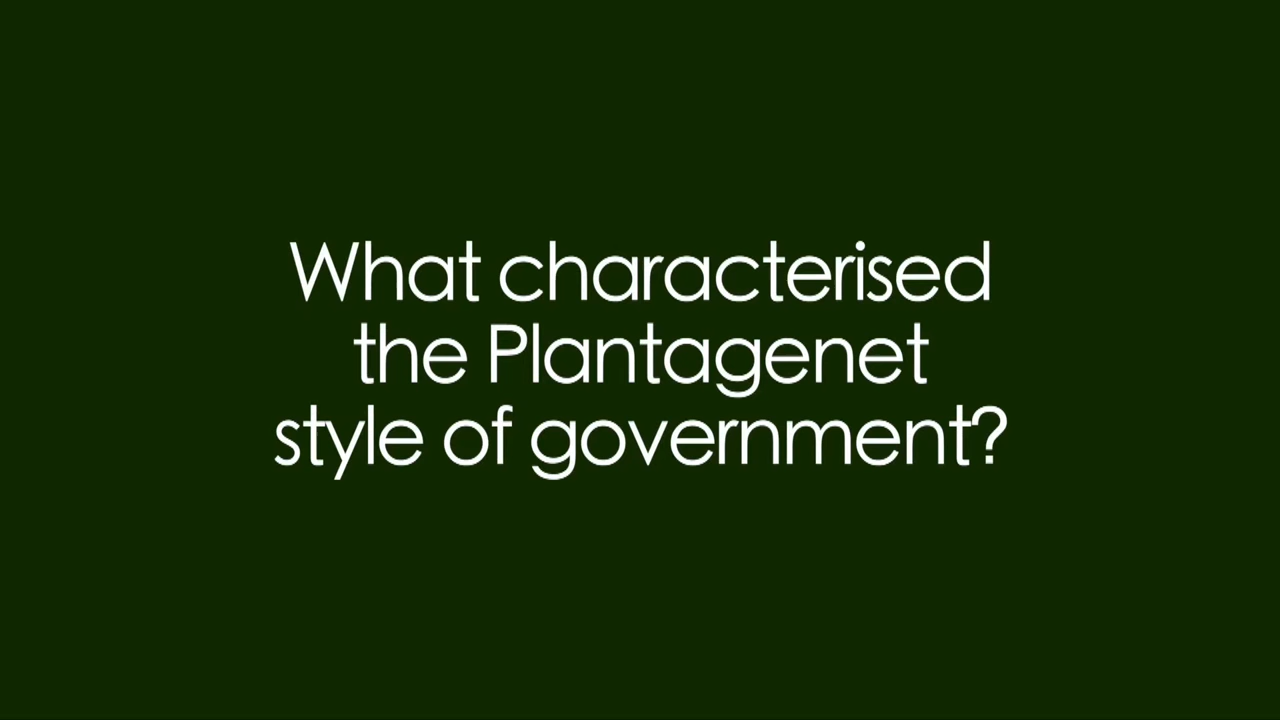 What characterised
the Plantagenet
style of government?